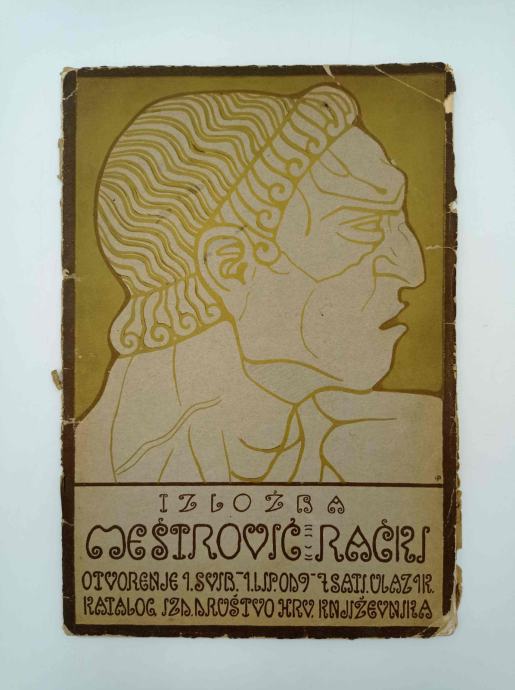 IZLOŽBA
MEŠTROVIĆ RAČKI
OTVORENJE 1. SVIB.–1. LIP. OD 9–7 SATI. ULAZ 1 K.
KATALOG IZD. DRUŠTVO HRV. KNJIŽEVNIKA